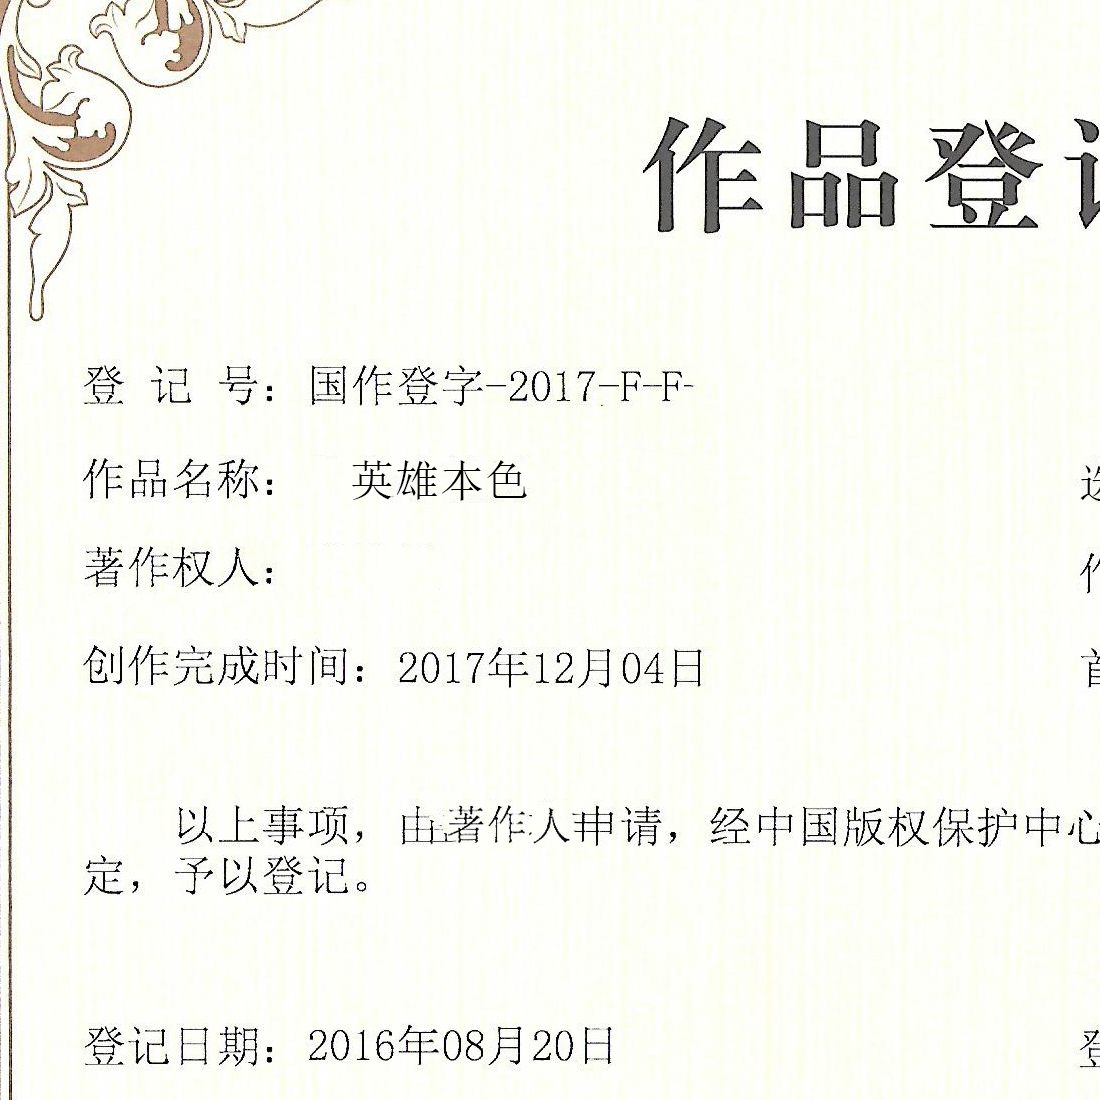 作品登
登 记 号：国作登字-2017-F-F-
作品名称： 英雄本色
著作权人：
作
创作完成时间：2017年12月04日
首
以上事项，由著作人申请，经中国版权保护中心
定，予以登记。
登记日期：2016年08月20日
登